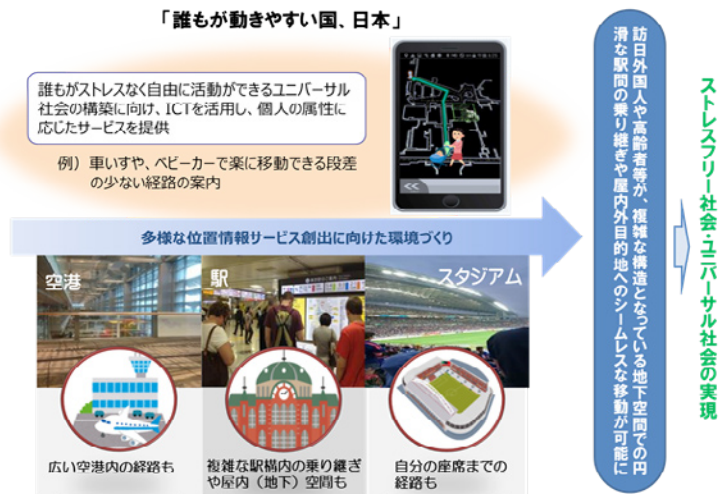 「誰もが動きやすい国、日本」
誰もがストレスなく自由に活動ができるユニバーサル
社会の構築に向け、ICTを活用し、個人の属性に
応じたサービスを提供
例）車いすや、ベビーカーで楽に移動できる段差
の少ない経路の案内
<<
多様な位置情報サービス創出に向けた環境づくり
空港
駅
スタジアム
広い空港内の経路も
複雑な駅構内の乗り継ぎ
や屋内（地下）空間も
自分の座席までの
経路も
訪日外国人や高齢者等が、複雑な構造となっている地下空間での円
滑な駅間の乗り継ぎや屋内外目的地へのシームレスな移動が可能に
ストレスフリー社会・ユニバーサル社会の実現